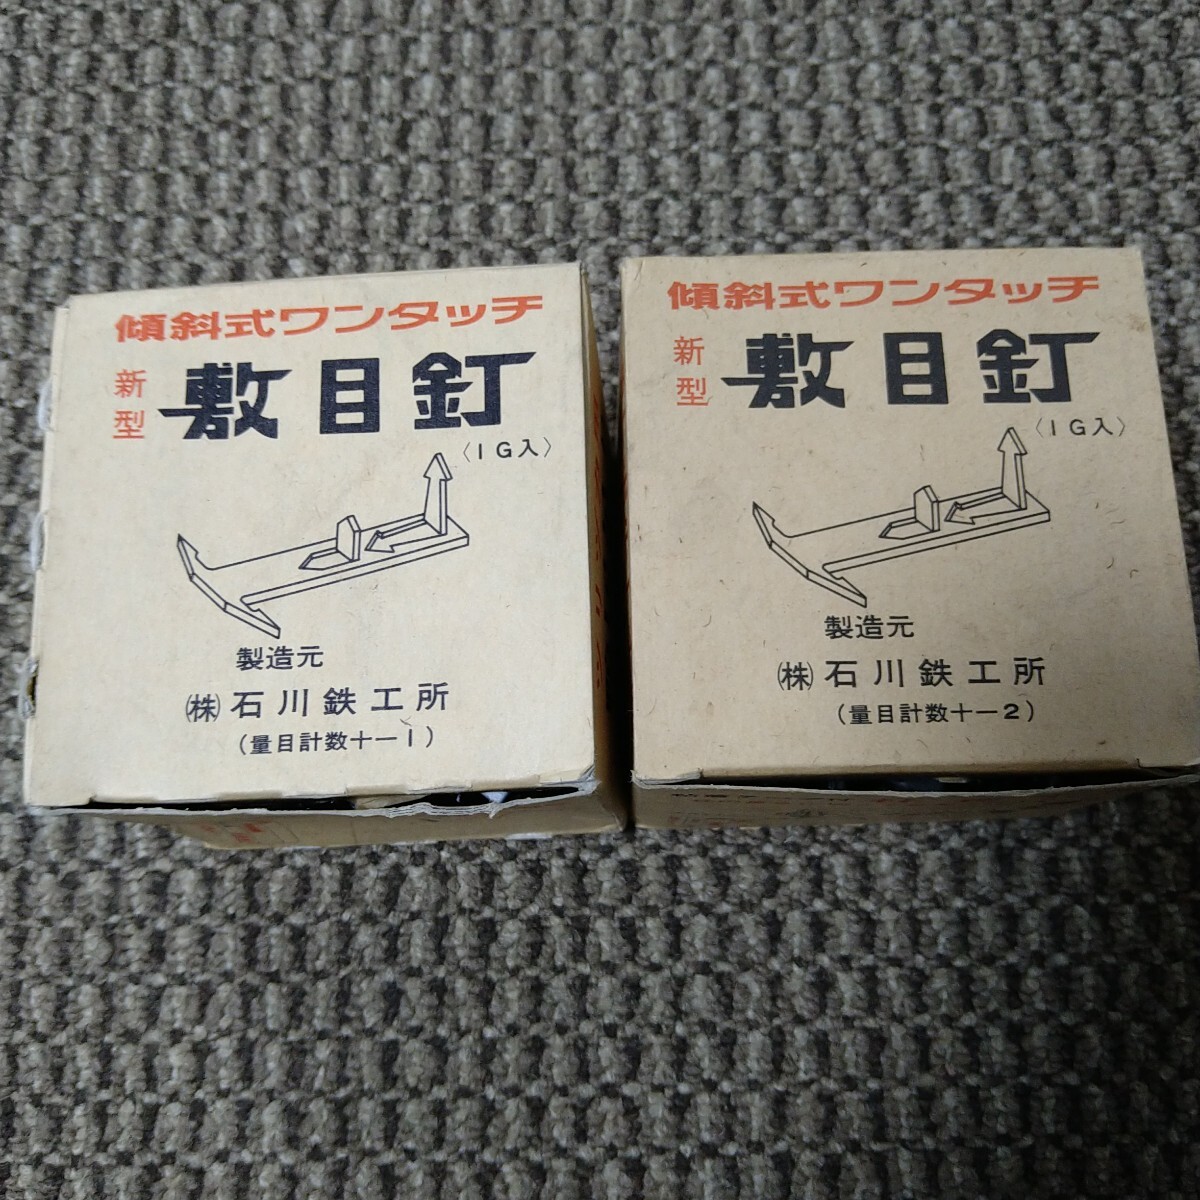 傾斜式ワンタッチ
新型
敷目釘
〈1G入〉
製造元
㈱石川鉄工所
（量目計数十一1）
傾斜式ワンタッチ
新型
敷目釘
〈1G入〉
製造元
㈱石川鉄工所
（量目計数十一2）